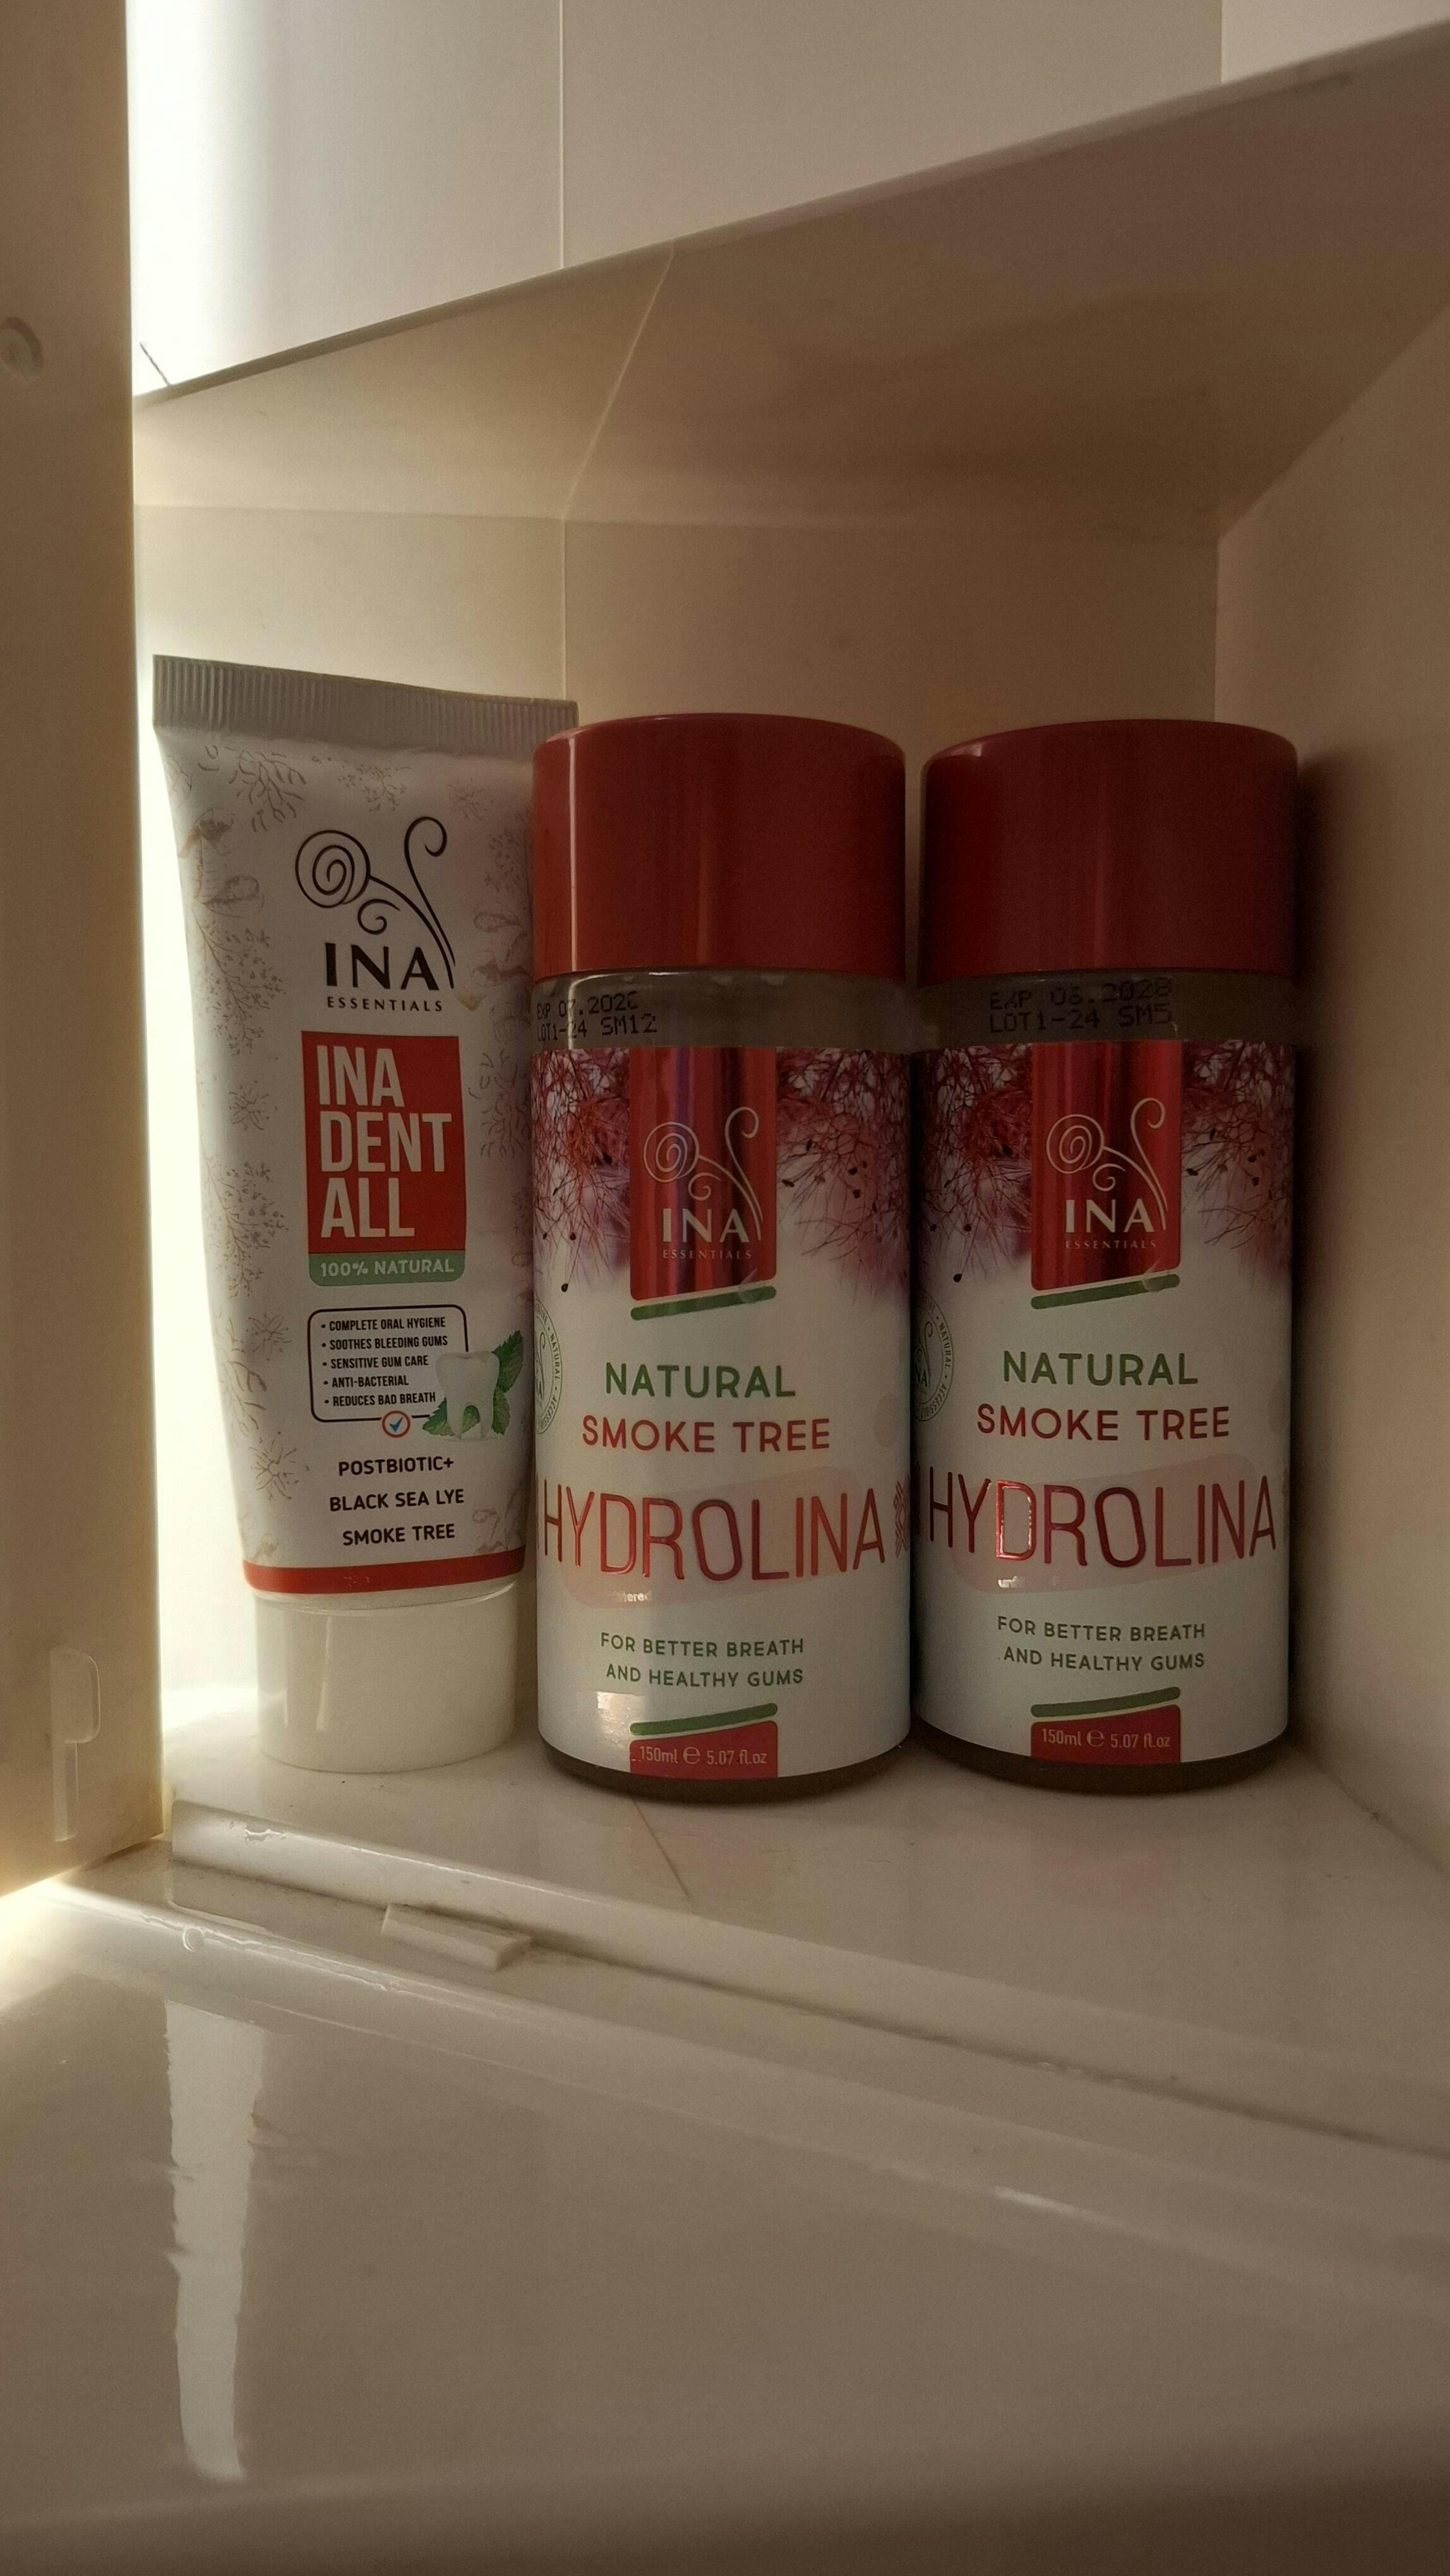 INA
ESSENTIALS
INA
DENT
ALL
100% NATURAL
• COMPLETE ORAL HYGIENE
• SOOTHES BLEEDING GUMS
• SENSITIVE GUM CARE
• ANTI-BACTERIAL
• REDUCES BAD BREATH
POSTBIOTIC+
BLACK SEA LYE
SMOKE TREE
EXP
LOT1-24 SM12
INA
ESSENTIALS
NATURAL
SMOKE TREE
HYDROLINA
FOR BETTER BREATH
AND HEALTHY GUMS
150ml ℮ 5.07 fl.oz
EXP 06.2028
LOT1-24 SM5
INA
ESSENTIALS
NATURAL
SMOKE TREE
HYDROLINA
FOR BETTER BREATH
AND HEALTHY GUMS
150ml ℮ 5.07 fl.oz